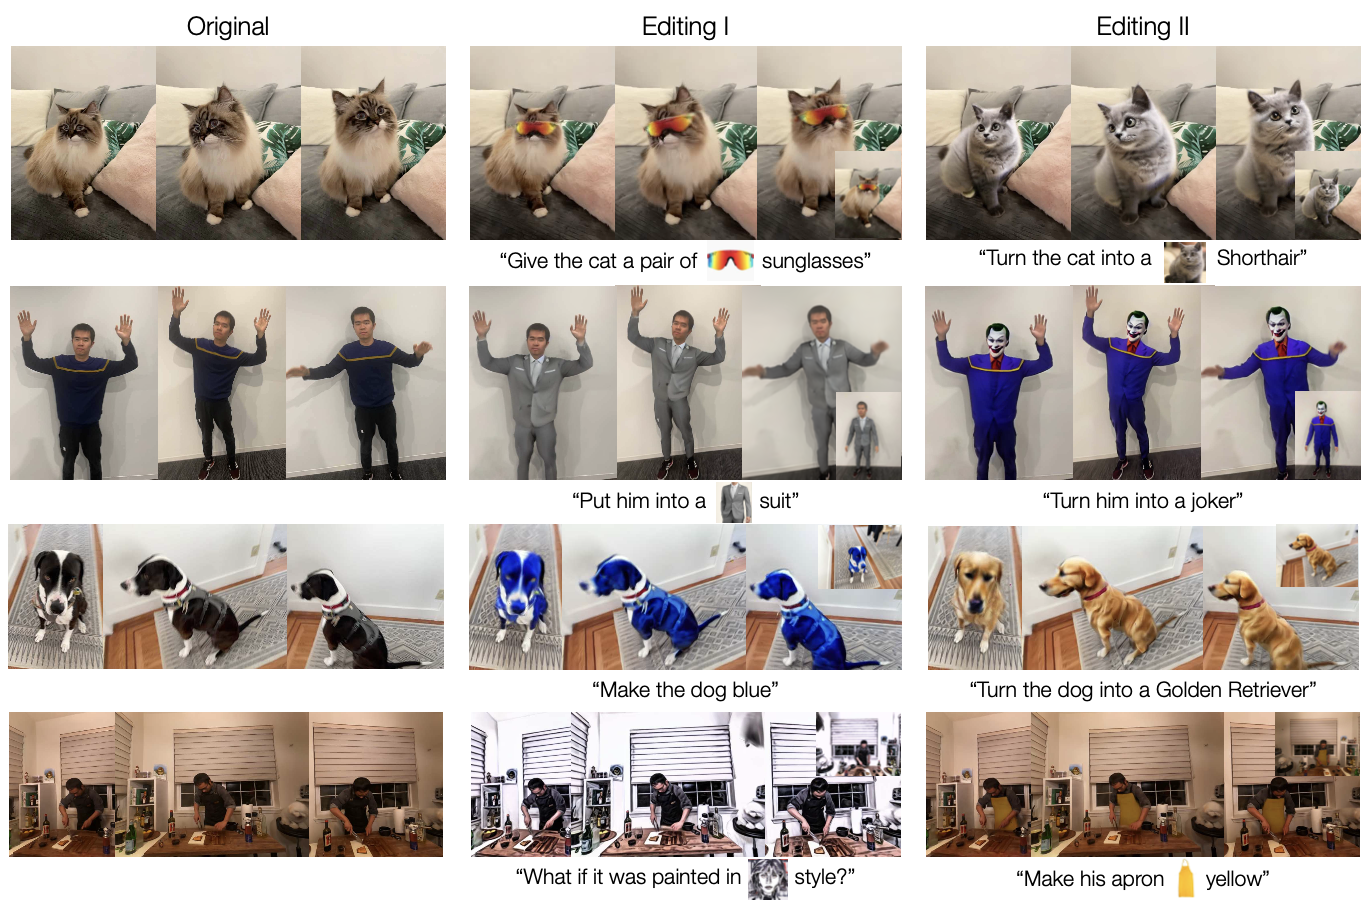 Original
Editing I
Editing II
“Give the cat a pair of sunglasses”
“Turn the cat into a Shorthair”
“Put him into a suit”
“Turn him into a joker”
“Make the dog blue”
“Turn the dog into a Golden Retriever”
“What if it was painted in style?”
“Make his apron yellow”